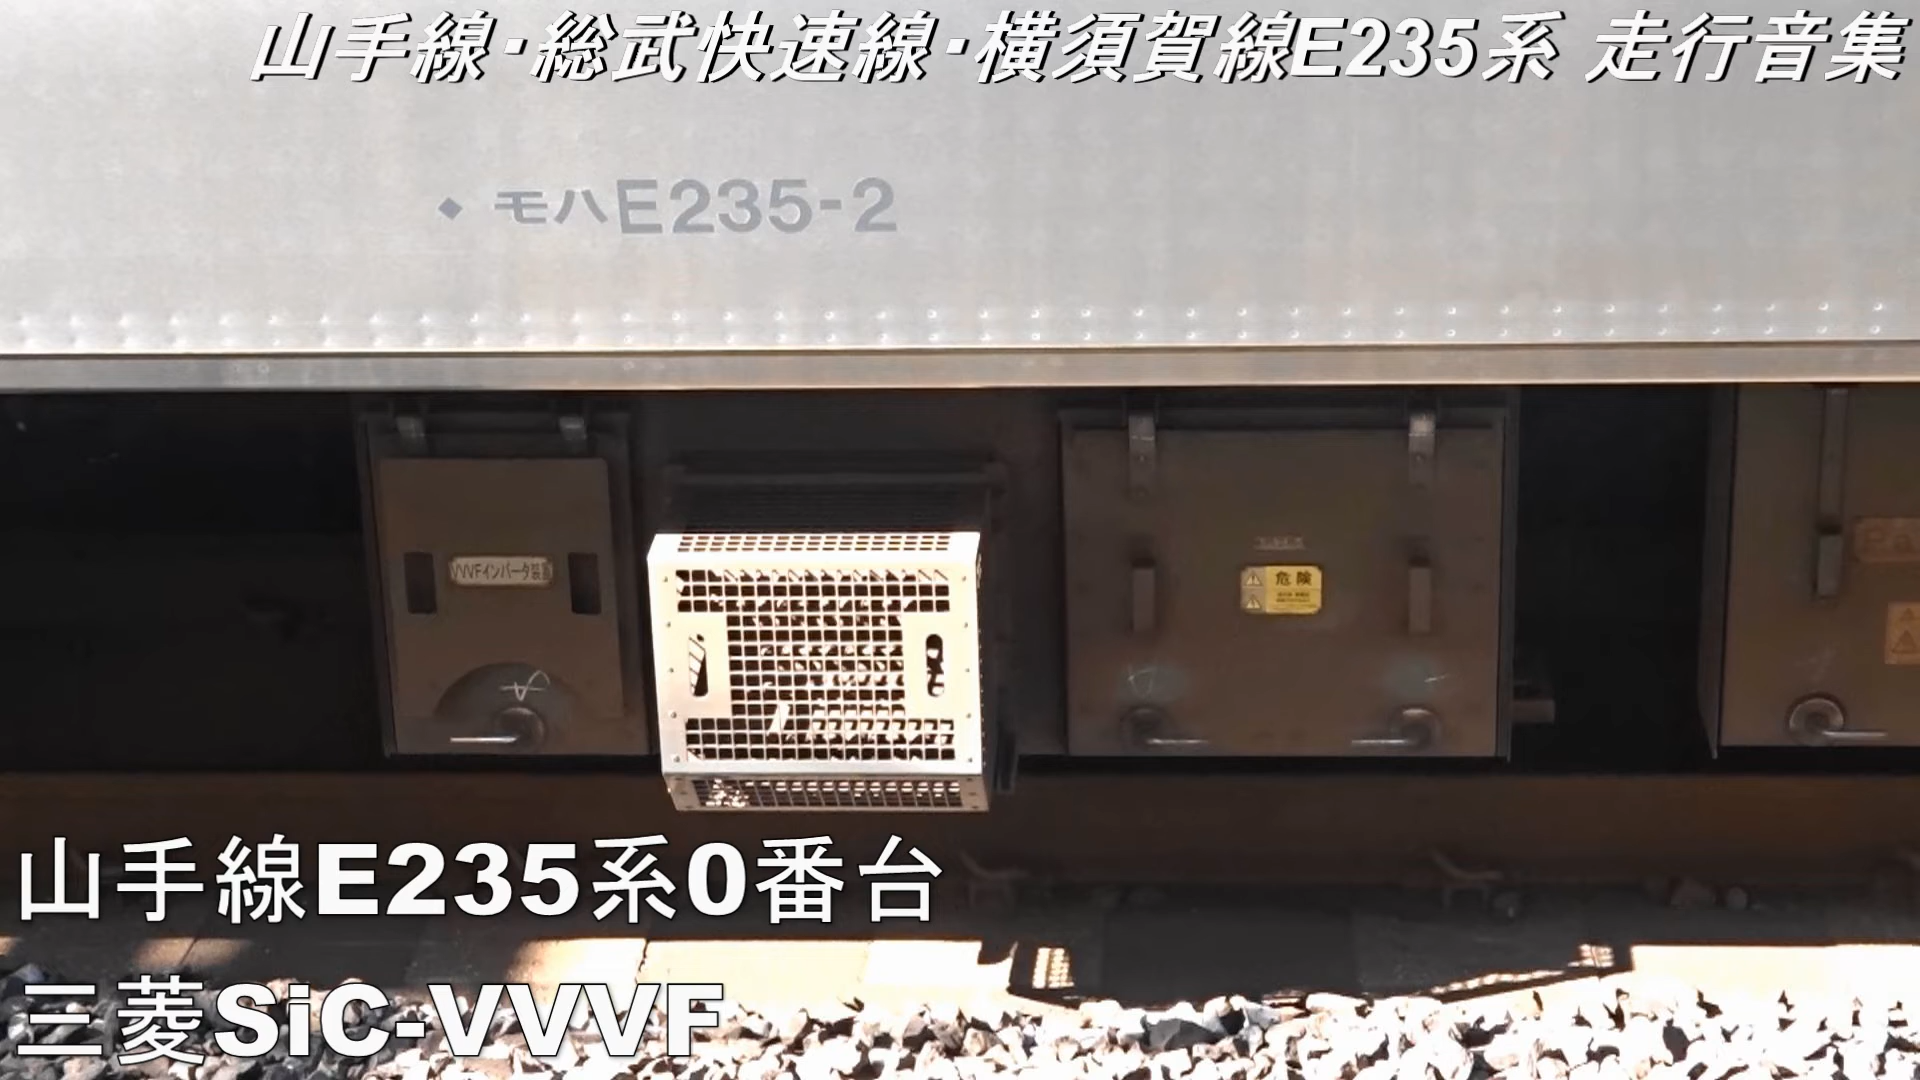 山手線・総武快速線・横須賀線E235系 走行音集
◆ モハE235-2
VVVFインバータ装置
危険
山手線E235系0番台
三菱SiC-VVVF